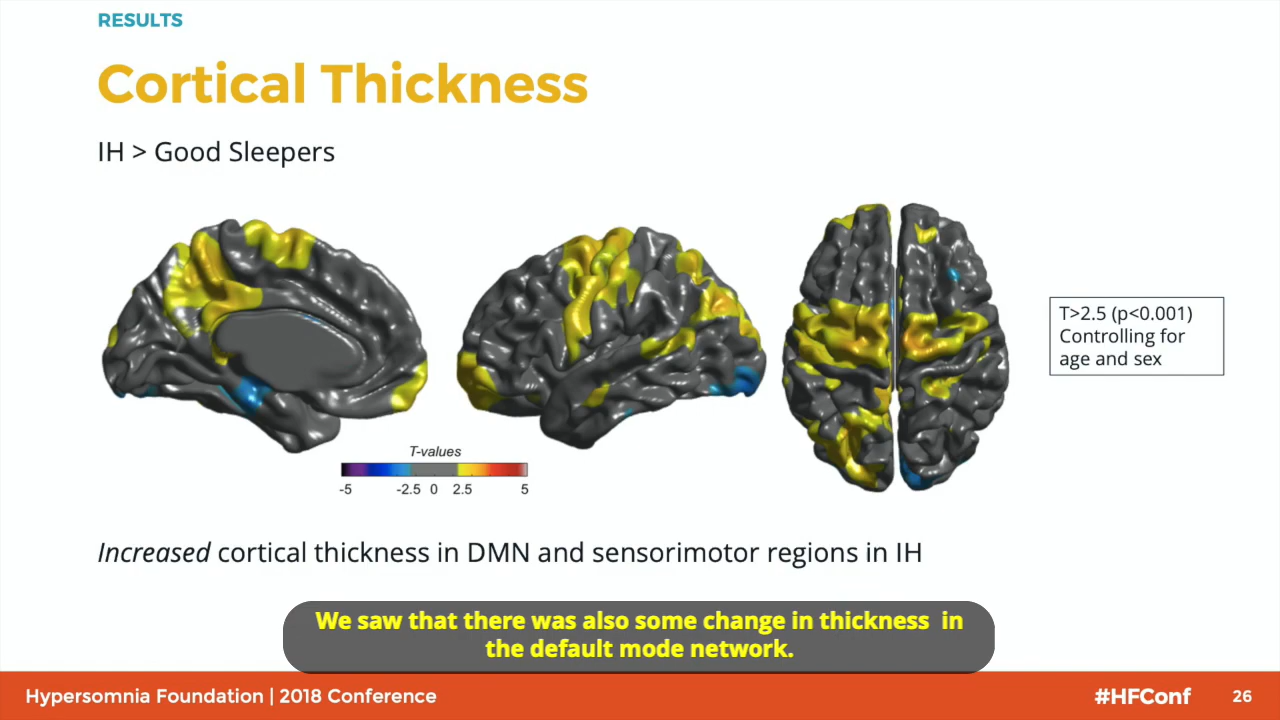 RESULTS
Cortical Thickness
IH > Good Sleepers
T>2.5 (p<0.001)
Controlling for
age and sex
T-values
-5 -2.5 0 2.5 5
Increased cortical thickness in DMN and sensorimotor regions in IH
We saw that there was also some change in thickness in
the default mode network.
Hypersomnia Foundation | 2018 Conference
#HFConf 26